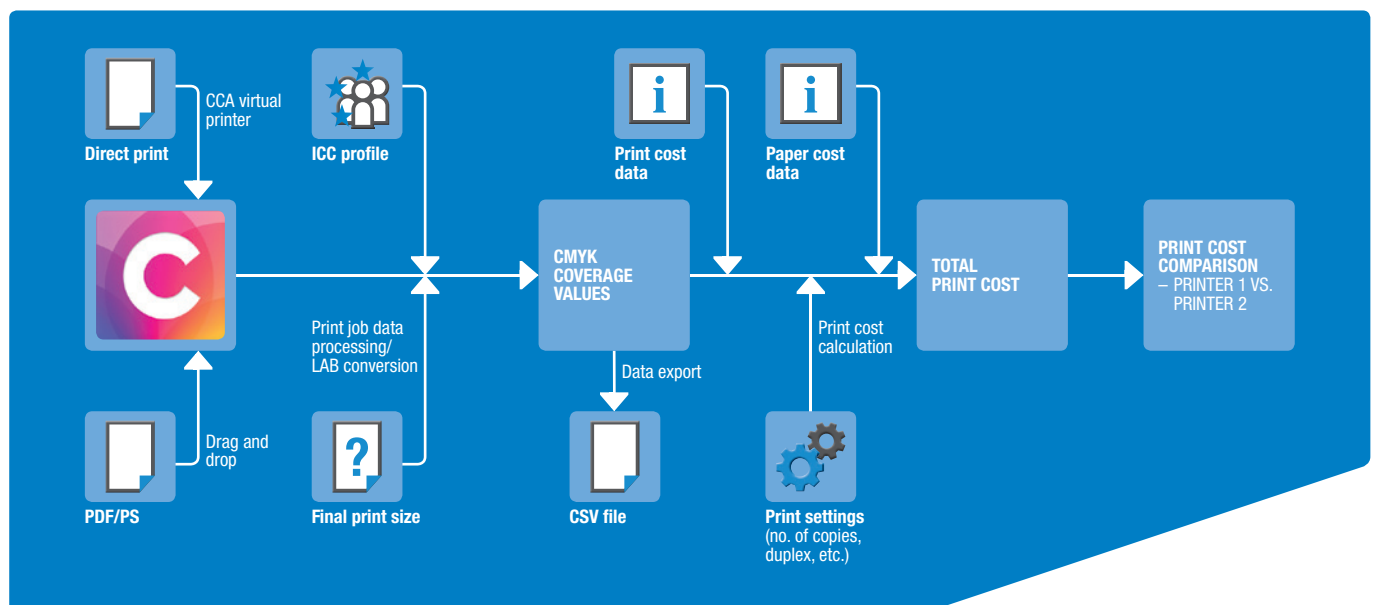 CCA virtual
printer
Direct print
ICC profile
i
Print cost
data
i
Paper cost
data
C
CMYK
COVERAGE
VALUES
TOTAL
PRINT COST
PRINT COST
COMPARISON
– PRINTER 1 VS.
PRINTER 2
Print job data
processing/
LAB conversion
Print cost
calculation
Data export
Drag and
drop
PDF/PS
?
Final print size
CSV file
Print settings
(no. of copies,
duplex, etc.)